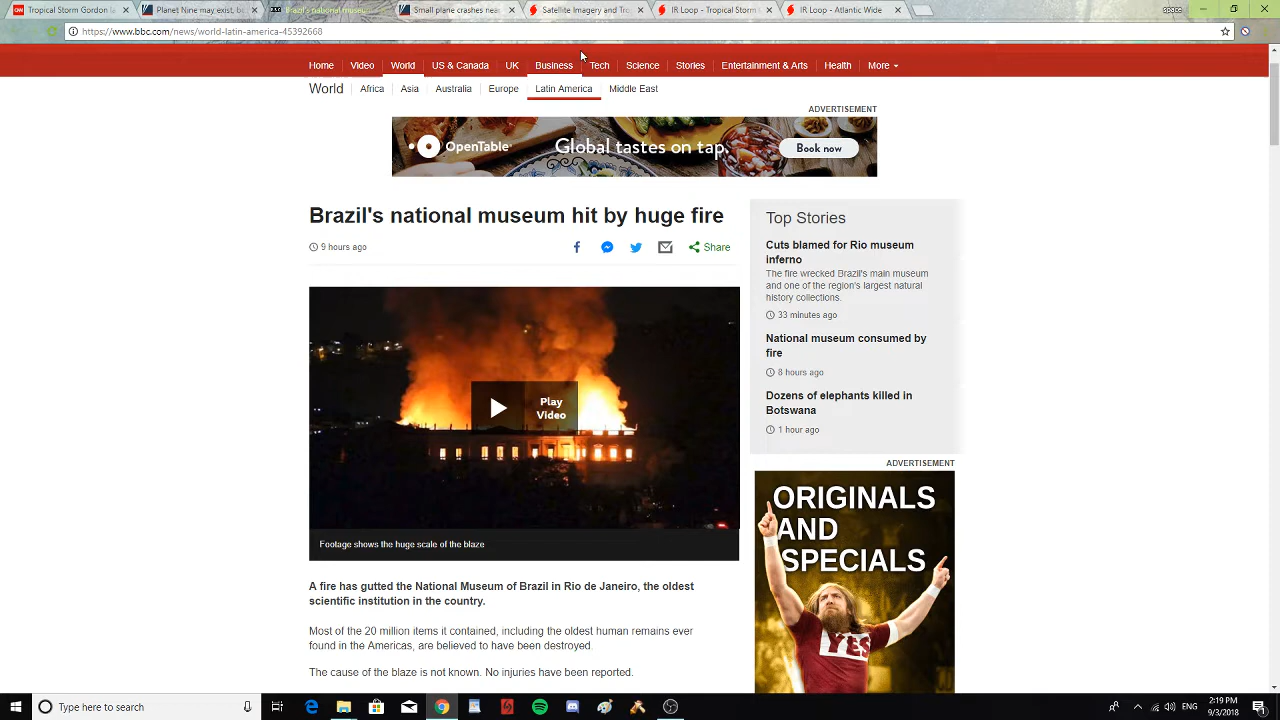 Tropical Storm Gordon
Planet Nine may exist, b
Brazil's national museu
Small plane crashes nea
Satellite Imagery and Tro
IR Loop - Tropical Storm
IR Loop - Atlantic Wide
https://www.bbc.com/news/world-latin-america-45392668
Home Video World US & Canada UK Business Tech Science Stories Entertainment & Arts Health More
World Africa Asia Australia Europe Latin America Middle East
ADVERTISEMENT
OpenTable Global tastes on tap. Book now
Brazil's national museum hit by huge fire
9 hours ago
Share
Play
Video
Footage shows the huge scale of the blaze
A fire has gutted the National Museum of Brazil in Rio de Janeiro, the oldest
scientific institution in the country.
Most of the 20 million items it contained, including the oldest human remains ever
found in the Americas, are believed to have been destroyed.
The cause of the blaze is not known. No injuries have been reported.
Top Stories
Cuts blamed for Rio museum
inferno
The fire wrecked Brazil's main museum
and one of the region's largest natural
history collections.
33 minutes ago
National museum consumed by
fire
8 hours ago
Dozens of elephants killed in
Botswana
1 hour ago
ADVERTISEMENT
ORIGINALS
AND
SPECIALS
YES
Type here to search
ENG
2:19 PM
9/3/2018